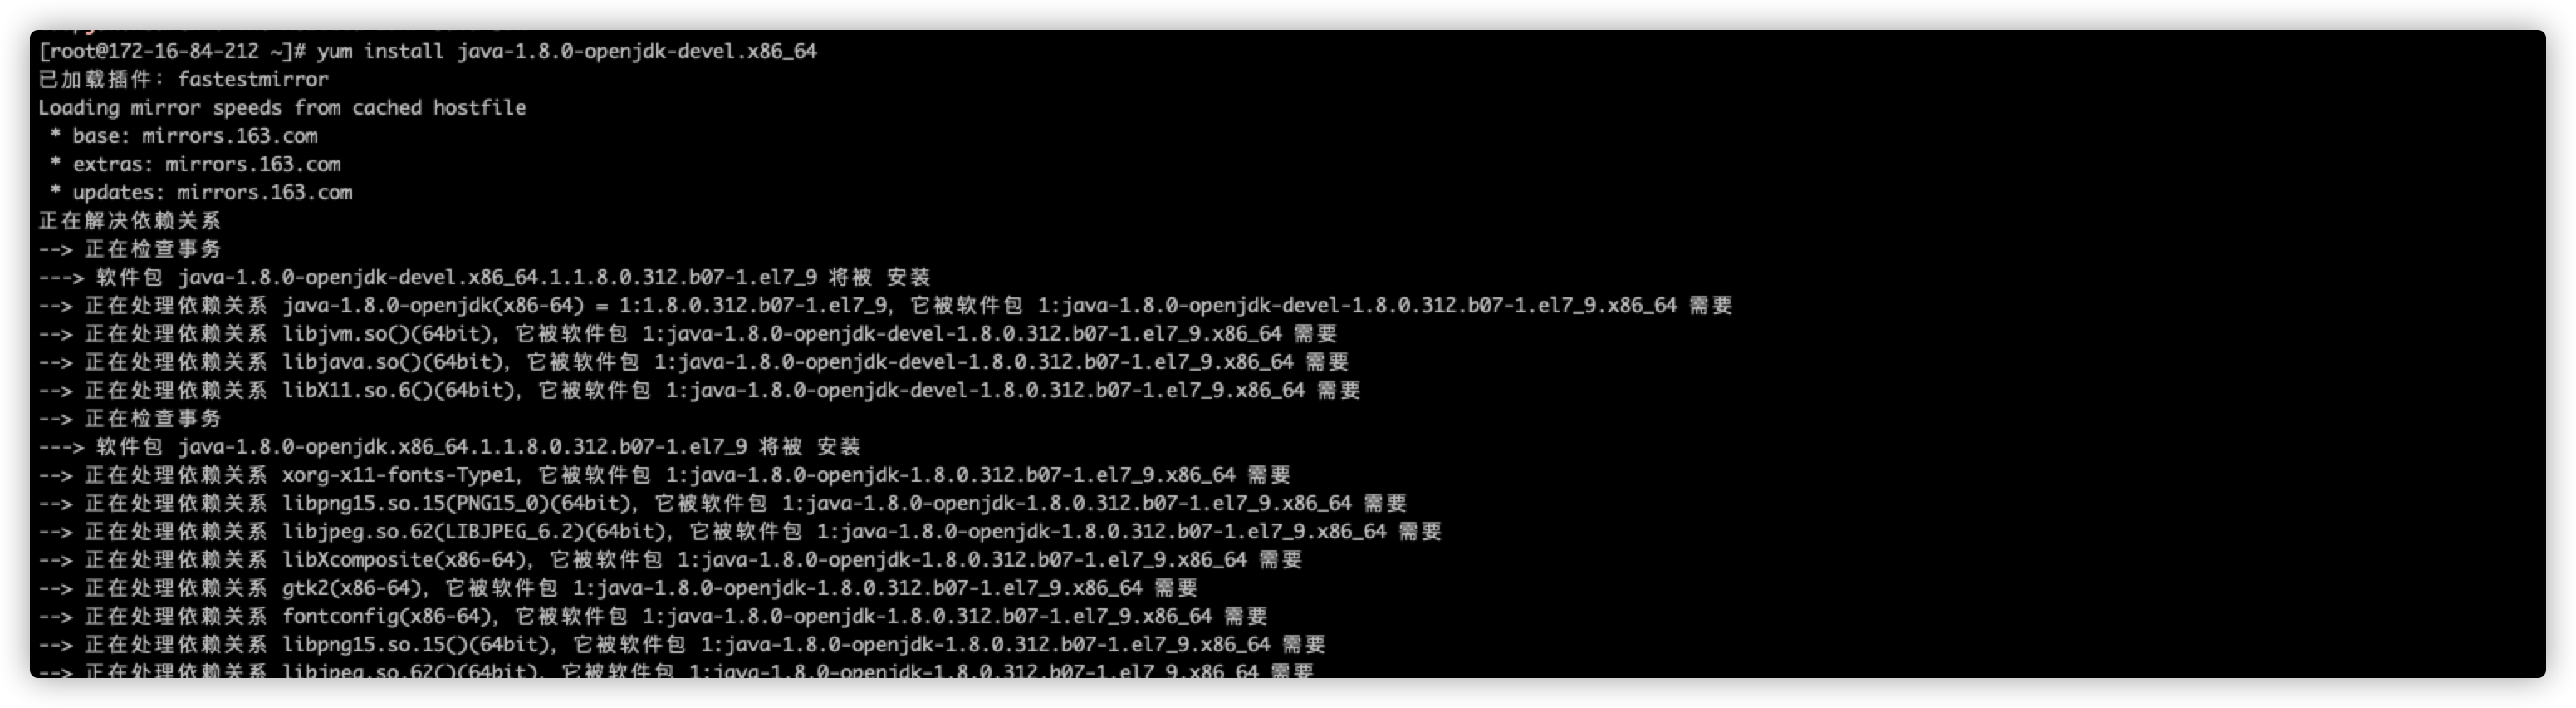 [root@172-16-84-212 ~]# yum install java-1.8.0-openjdk-devel.x86_64
已加载插件：fastestmirror
Loading mirror speeds from cached hostfile
 * base: mirrors.163.com
 * extras: mirrors.163.com
 * updates: mirrors.163.com
正在解决依赖关系
--> 正在检查事务
---> 软件包 java-1.8.0-openjdk-devel.x86_64.1.1.8.0.312.b07-1.el7_9 将被 安装
--> 正在处理依赖关系 java-1.8.0-openjdk(x86-64) = 1:1.8.0.312.b07-1.el7_9，它被软件包 1:java-1.8.0-openjdk-devel-1.8.0.312.b07-1.el7_9.x86_64 需要
--> 正在处理依赖关系 libjvm.so()(64bit)，它被软件包 1:java-1.8.0-openjdk-devel-1.8.0.312.b07-1.el7_9.x86_64 需要
--> 正在处理依赖关系 libjava.so()(64bit)，它被软件包 1:java-1.8.0-openjdk-devel-1.8.0.312.b07-1.el7_9.x86_64 需要
--> 正在处理依赖关系 libX11.so.6()(64bit)，它被软件包 1:java-1.8.0-openjdk-devel-1.8.0.312.b07-1.el7_9.x86_64 需要
--> 正在检查事务
---> 软件包 java-1.8.0-openjdk.x86_64.1.1.8.0.312.b07-1.el7_9 将被 安装
--> 正在处理依赖关系 xorg-x11-fonts-Type1，它被软件包 1:java-1.8.0-openjdk-1.8.0.312.b07-1.el7_9.x86_64 需要
--> 正在处理依赖关系 libpng15.so.15(PNG15_0)(64bit)，它被软件包 1:java-1.8.0-openjdk-1.8.0.312.b07-1.el7_9.x86_64 需要
--> 正在处理依赖关系 libjpeg.so.62(LIBJPEG_6.2)(64bit)，它被软件包 1:java-1.8.0-openjdk-1.8.0.312.b07-1.el7_9.x86_64 需要
--> 正在处理依赖关系 libXcomposite(x86-64)，它被软件包 1:java-1.8.0-openjdk-1.8.0.312.b07-1.el7_9.x86_64 需要
--> 正在处理依赖关系 gtk2(x86-64)，它被软件包 1:java-1.8.0-openjdk-1.8.0.312.b07-1.el7_9.x86_64 需要
--> 正在处理依赖关系 fontconfig(x86-64)，它被软件包 1:java-1.8.0-openjdk-1.8.0.312.b07-1.el7_9.x86_64 需要
--> 正在处理依赖关系 libpng15.so.15()(64bit)，它被软件包 1:java-1.8.0-openjdk-1.8.0.312.b07-1.el7_9.x86_64 需要
--> 正在处理依赖关系 libjpeg.so.62()(64bit)，它被软件包 1:java-1.8.0-openjdk-1.8.0.312.b07-1.el7_9.x86_64 需要